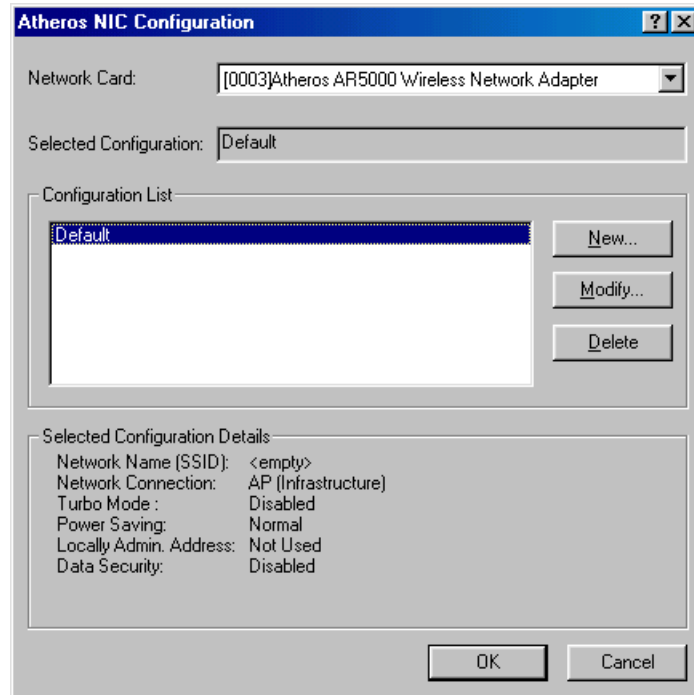 Atheros NIC Configuration
Network Card: [0003]Atheros AR5000 Wireless Network Adapter
Selected Configuration: Default
Configuration List
Default
New...
Modify...
Delete
Selected Configuration Details
Network Name (SSID): <empty>
Network Connection: AP (Infrastructure)
Turbo Mode : Disabled
Power Saving: Normal
Locally Admin. Address: Not Used
Data Security: Disabled
OK Cancel